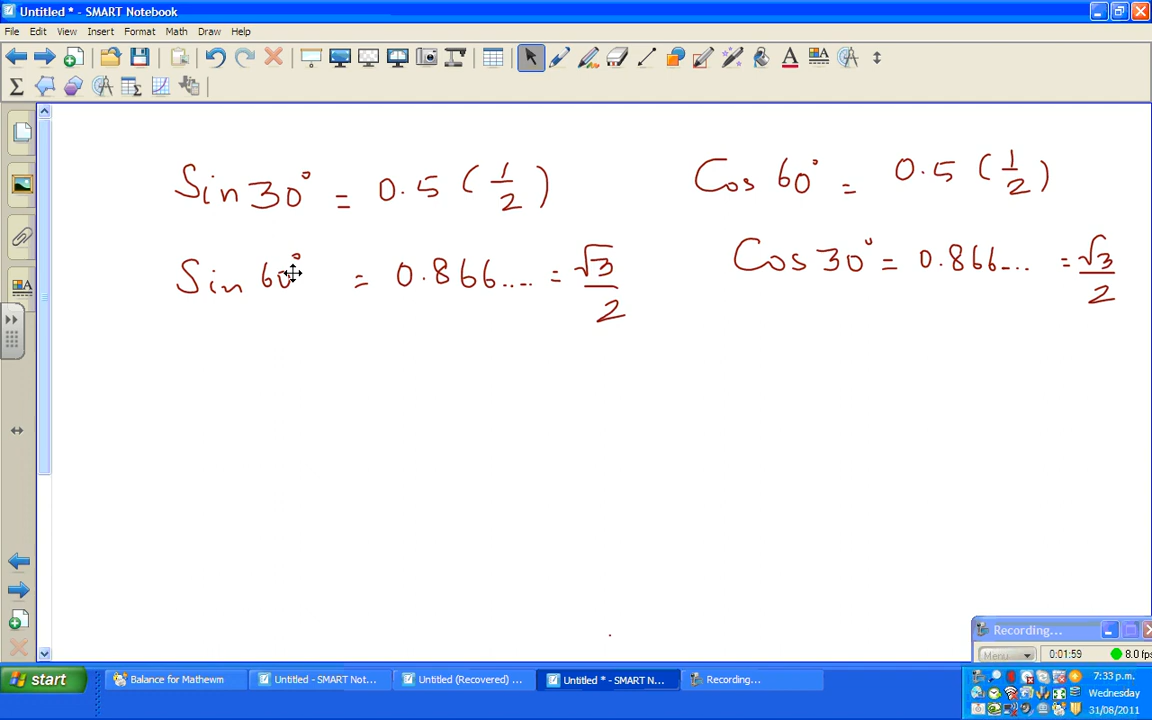 Untitled * - SMART Notebook
File Edit View Insert Format Math Draw Help
Sin 30° = 0.5 (1/2)
Cos 60° = 0.5 (1/2)
Sin 60° = 0.866.... = √3/2
Cos 30° = 0.866... = √3/2
Recording...
Menu 0:01:59 8.0 fps
start Balance for Mathewm Untitled - SMART Not... Untitled (Recovered) ... Untitled * - SMART N... Recording...
7:33 p.m.
Wednesday
31/08/2011